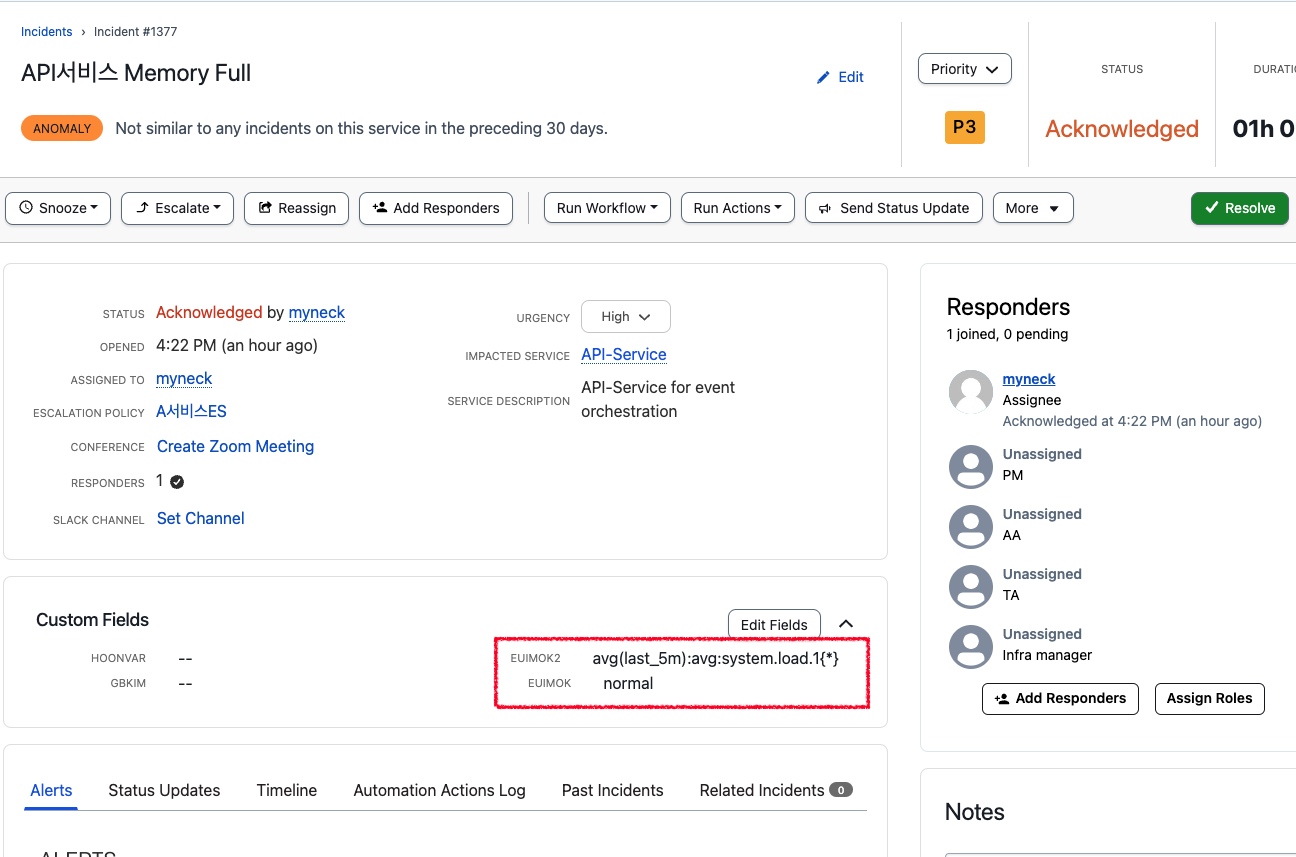 Incidents › Incident #1377
API서비스 Memory Full
Edit
ANOMALY Not similar to any incidents on this service in the preceding 30 days.
Priority
P3
STATUS
Acknowledged
DURATIO
01h 0
Snooze
Escalate
Reassign
Add Responders
Run Workflow
Run Actions
Send Status Update
More
Resolve
STATUS Acknowledged by myneck
OPENED 4:22 PM (an hour ago)
ASSIGNED TO myneck
ESCALATION POLICY A서비스ES
CONFERENCE Create Zoom Meeting
RESPONDERS 1
SLACK CHANNEL Set Channel
URGENCY High
IMPACTED SERVICE API-Service
SERVICE DESCRIPTION API-Service for event
orchestration
Responders
1 joined, 0 pending
myneck
Assignee
Acknowledged at 4:22 PM (an hour ago)
Unassigned
PM
Unassigned
AA
Unassigned
TA
Unassigned
Infra manager
Add Responders
Assign Roles
Custom Fields
Edit Fields
HOONVAR --
GBKIM --
EUIMOK2 avg(last_5m):avg:system.load.1{*}
EUIMOK normal
Alerts
Status Updates
Timeline
Automation Actions Log
Past Incidents
Related Incidents 0
ALERTS
Notes